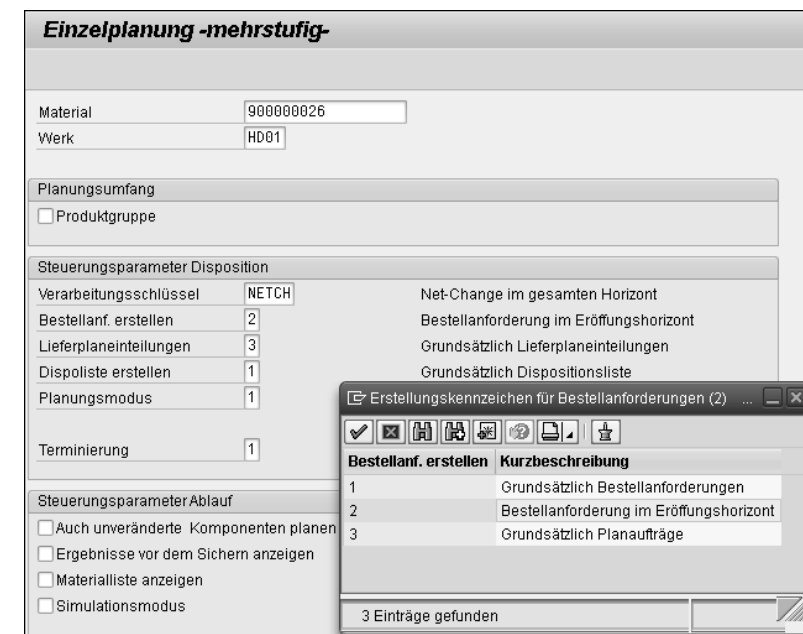 Einzelplanung -mehrstufig-
Material 900000026
Werk HD01
Planungsumfang
Produktgruppe
Steuerungsparameter Disposition
Verarbeitungsschlüssel NETCH Net-Change im gesamten Horizont
Bestellanf. erstellen 2 Bestellanforderung im Eröffungshorizont
Lieferplaneinteilungen 3 Grundsätzlich Lieferplaneinteilungen
Dispoliste erstellen 1 Grundsätzlich Dispositionsliste
Planungsmodus 1
Terminierung 1
Steuerungsparameter Ablauf
Auch unveränderte Komponenten planen
Ergebnisse vor dem Sichern anzeigen
Materialliste anzeigen
Simulationsmodus
Erstellungskennzeichen für Bestellanforderungen (2) ...
Bestellanf. erstellen Kurzbeschreibung
1 Grundsätzlich Bestellanforderungen
2 Bestellanforderung im Eröffungshorizont
3 Grundsätzlich Planaufträge
3 Einträge gefunden